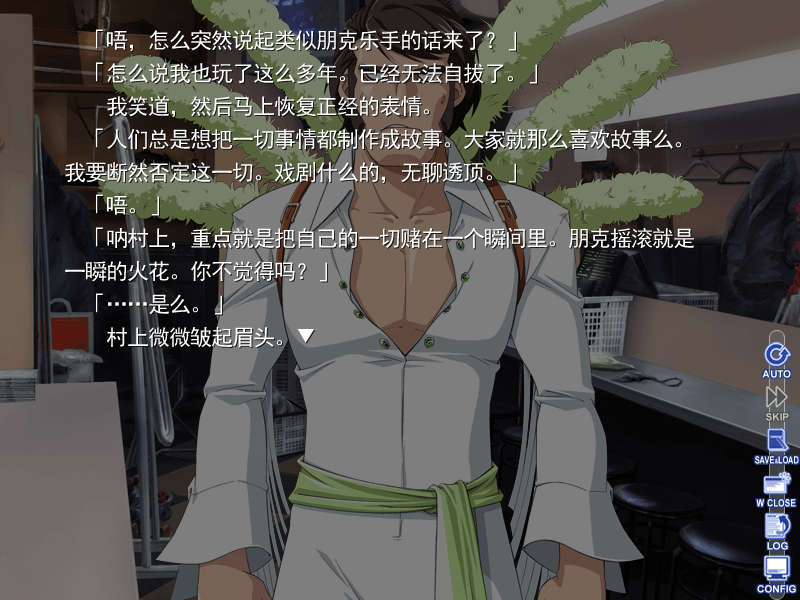 「唔，怎么突然说起类似朋克乐手的话来了？」
「怎么说我也玩了这么多年。已经无法自拔了。」
我笑道，然后马上恢复正经的表情。
「人们总是想把一切事情都制作成故事。大家就那么喜欢故事么。
我要断然否定这一切。戏剧什么的，无聊透顶。」
「唔。」
「呐村上，重点就是把自己的一切赌在一个瞬间里。朋克摇滚就是
一瞬的火花。你不觉得吗？」
「……是么。」
村上微微皱起眉头。▼
AUTO
SKIP
SAVE&LOAD
W CLOSE
LOG
CONFIG